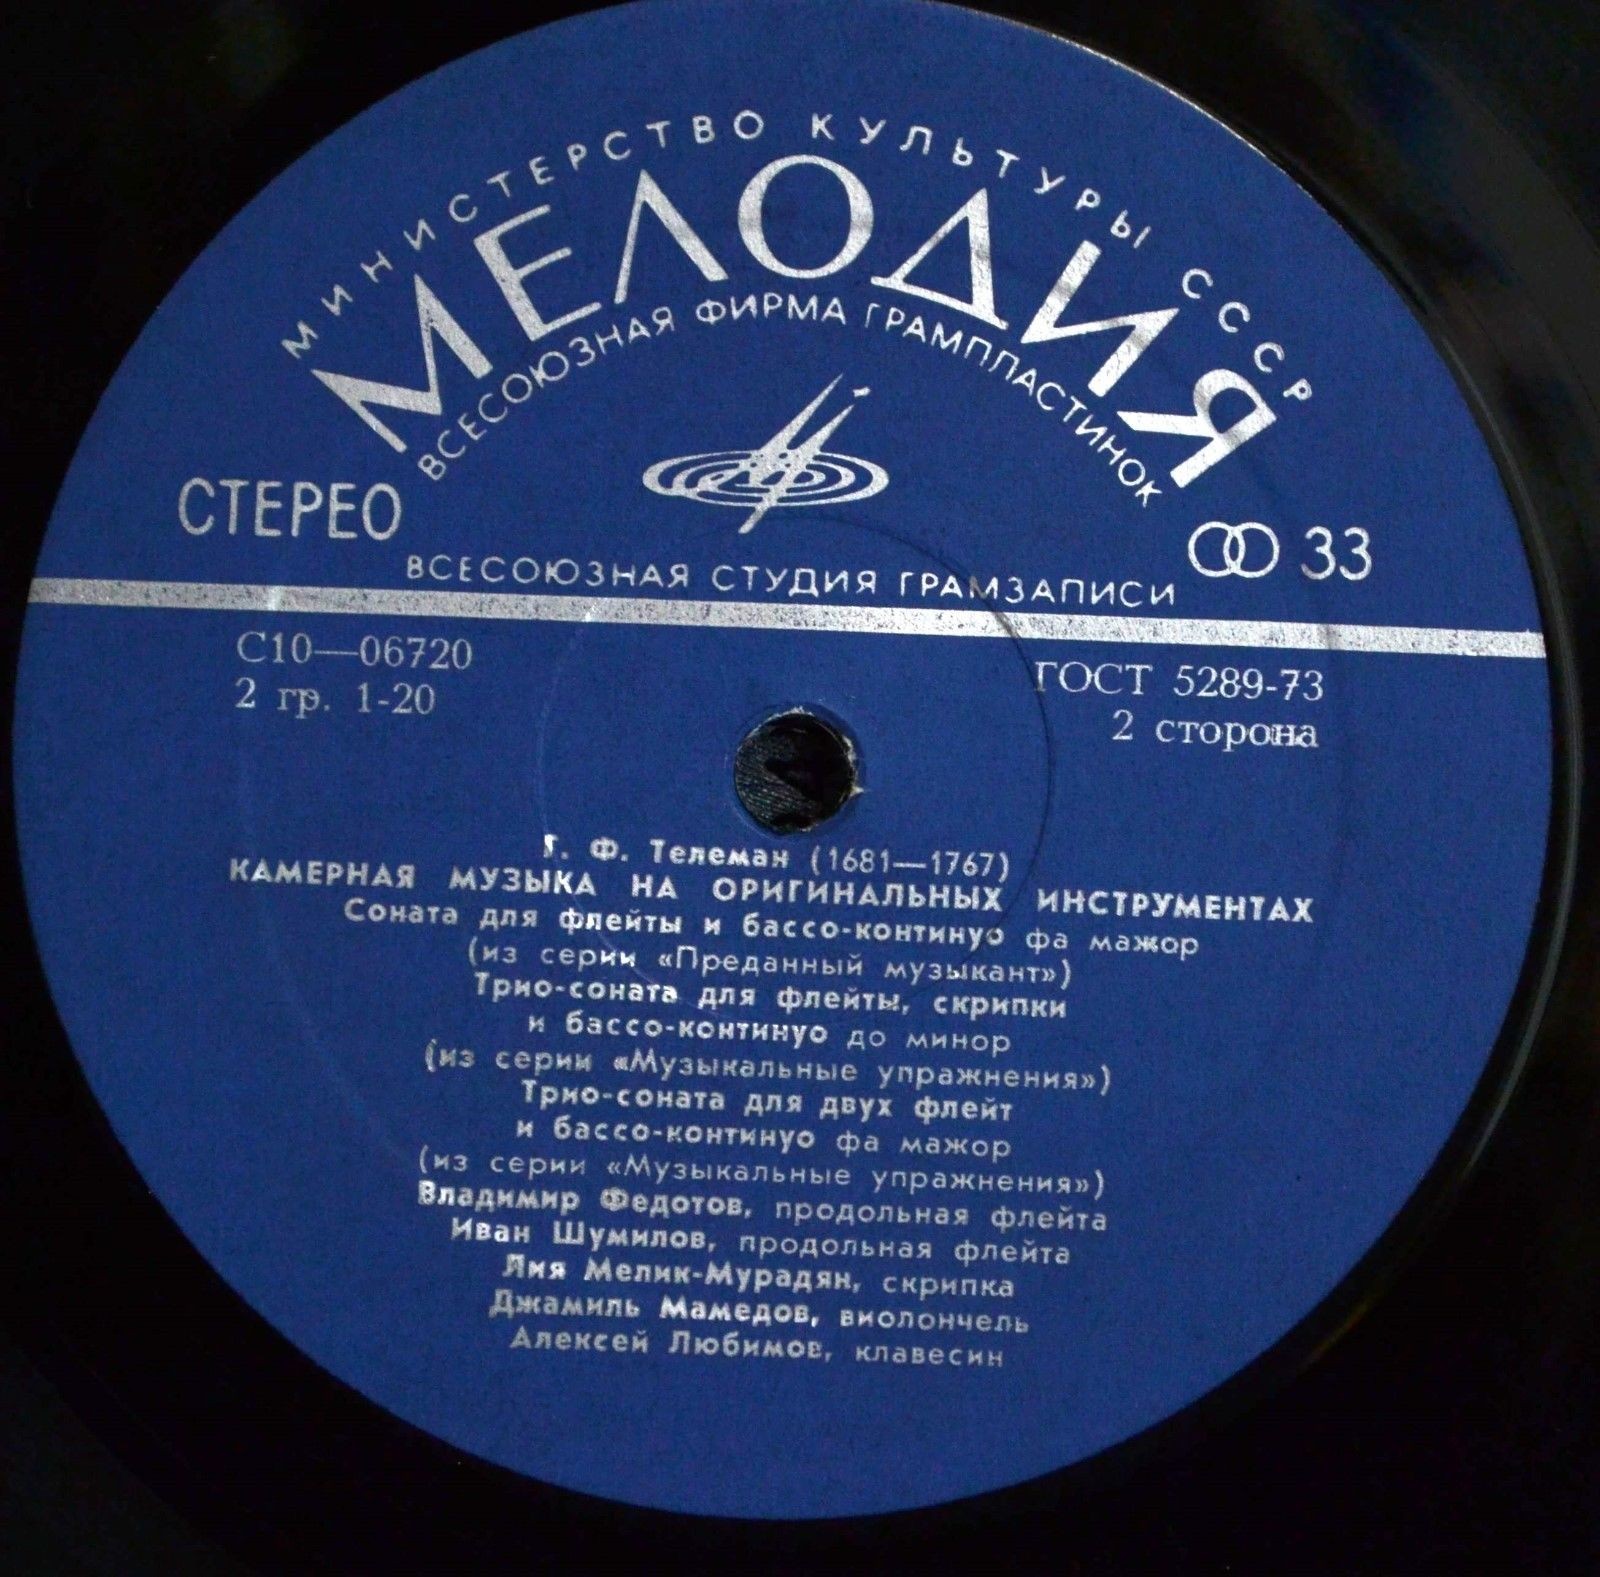 МИНИСТЕРСТВО КУЛЬТУРЫ СССР
МЕЛОДИЯ
ВСЕСОЮЗНАЯ ФИРМА ГРАМПЛАСТИНОК
СТЕРЕО
33
ВСЕСОЮЗНАЯ СТУДИЯ ГРАМЗАПИСИ
С10—06720
ГОСТ 5289-73
2 гр. 1-20
2 сторона
Г. Ф. Телеман (1681—1767)
КАМЕРНАЯ МУЗЫКА НА ОРИГИНАЛЬНЫХ ИНСТРУМЕНТАХ
Соната для флейты и бассо-континуо фа мажор
(из серии «Преданный музыкант»)
Трио-соната для флейты, скрипки
и бассо-континуо до минор
(из серии «Музыкальные упражнения»)
Трио-соната для двух флейт
и бассо-континуо фа мажор
(из серии «Музыкальные упражнения»)
Владимир Федотов, продольная флейта
Иван Шумилов, продольная флейта
Лия Мелик-Мурадян, скрипка
Джамиль Мамедов, виолончель
Алексей Любимов, клавесин